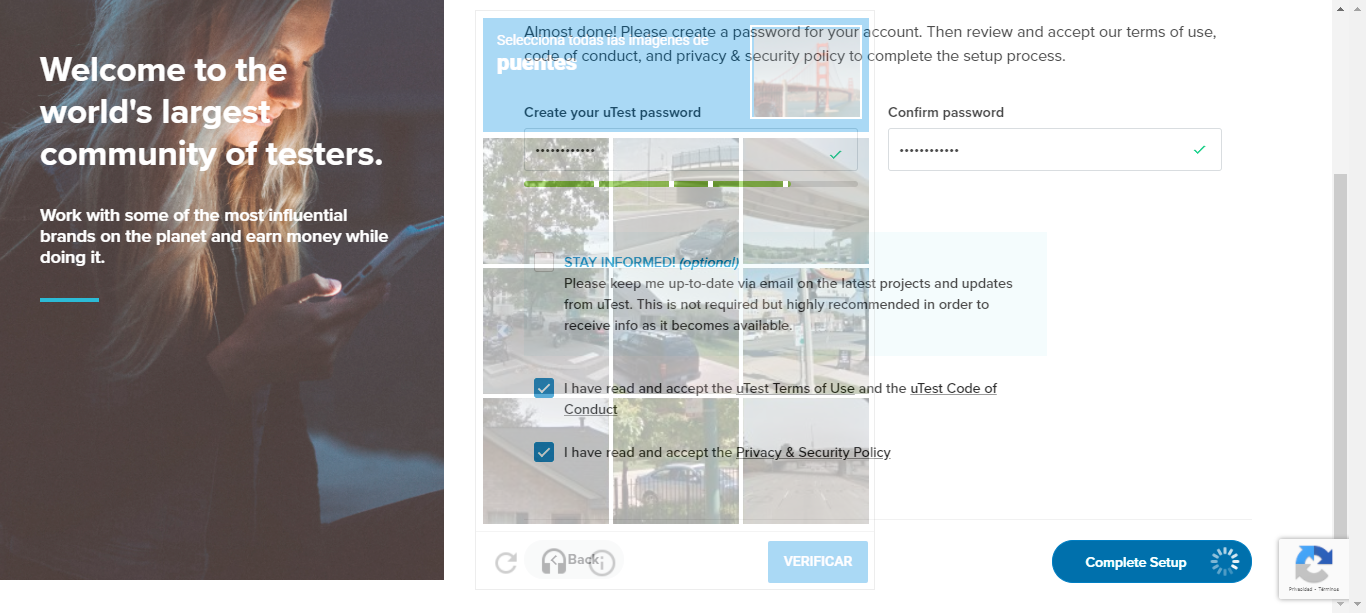 Welcome to the
world's largest
community of testers.
Work with some of the most influential
brands on the planet and earn money while
doing it.
Almost done! Please create a password for your account. Then review and accept our terms of use,
code of conduct, and privacy & security policy to complete the setup process.
Selecciona todas las imágenes de
puentes
Create your uTest password
Confirm password
••••••••••••
••••••••••••
STAY INFORMED! (optional)
Please keep me up-to-date via email on the latest projects and updates
from uTest. This is not required but highly recommended in order to
receive info as it becomes available.
I have read and accept the uTest Terms of Use and the uTest Code of
Conduct
I have read and accept the Privacy & Security Policy
Back
VERIFICAR
Complete Setup
Privacidad - Términos